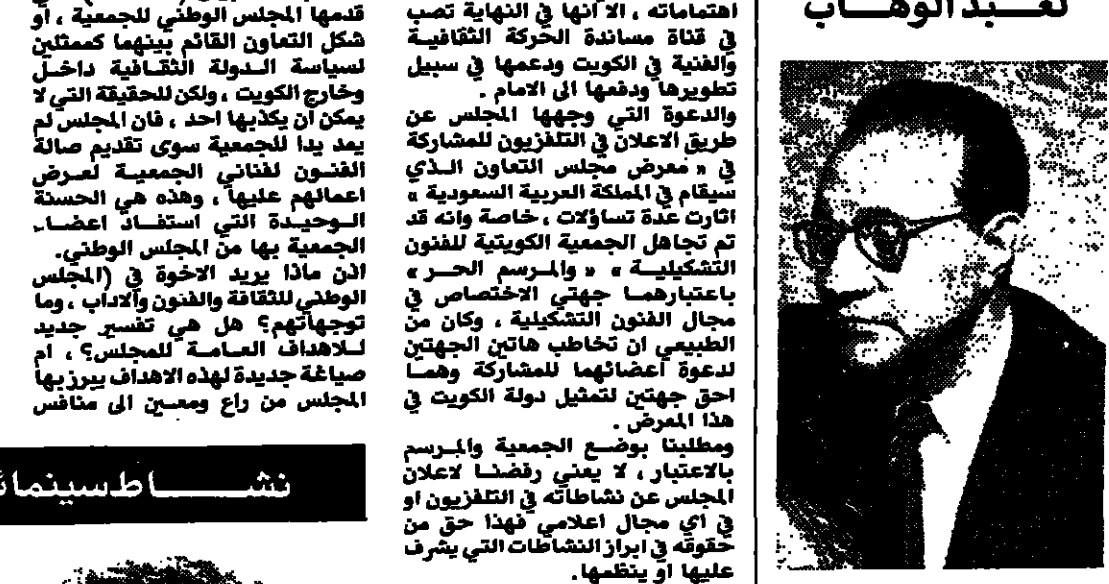 لعبد الوهاب
اهتماماته ، الا انها في النهاية تصب
في قناة مساندة الحركة الثقافية
والفنية في الكويت ودعمها في سبيل
تطويرها ودفعها الى الامام .
والدعوة التي وجهها المجلس عن
طريق الاعلان في التلفزيون للمشاركة
في « معرض مجلس التعاون الذي
سيقام في المملكة العربية السعودية »
اثارت عدة تساؤلات ، خاصة وانه قد
تم تجاهل الجمعية الكويتية للفنون
التشكيلية » « والمرسم الحر »
باعتبارهما جهتي الاختصاص في
مجال الفنون التشكيلية ، وكان من
الطبيعي ان تخاطب هاتين الجهتين
لدعوة اعضائهما للمشاركة وهما
احق جهتين لتمثيل دولة الكويت في
هذا المعرض .
ومطلبنا بوضع الجمعية والمرسم
بالاعتبار ، لا يعني رفضنا لاعلان
المجلس عن نشاطاته في التلفزيون او
في اي مجال اعلامي فهذا حق من
حقوقه في ابراز النشاطات التي يشرف
عليها او ينظمها .
قدمها المجلس الوطني للجمعية ، او
شكل التعاون القائم بينهما كممثلين
لسياسة الدولة الثقافية داخل
وخارج الكويت ، ولكن للحقيقة التي لا
يمكن ان يكذبها احد ، فان المجلس لم
يمد يدا للجمعية سوى تقديم صالة
الفنون لفناني الجمعية لعرض
اعمالهم عليها ، وهذه هي الحسنة
الوحيدة التي استفاد اعضاء
الجمعية بها من المجلس الوطني .
اذن ماذا يريد الاخوة في (المجلس
الوطني للثقافة والفنون والاداب ، وما
توجهاتهم؟ هل هي تفسير جديد
للاهداف العامة للمجلس؟ ، ام
صياغة جديدة لهذه الاهداف يبرز بها
المجلس من راع ومعين الى منافس
نشاط سينمائ